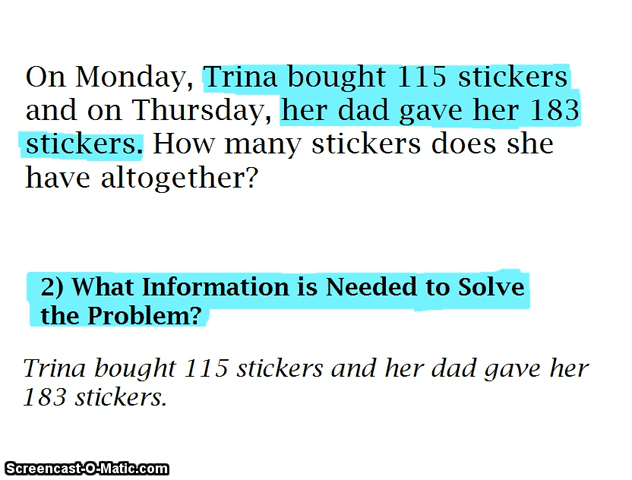 On Monday, Trina bought 115 stickers
and on Thursday, her dad gave her 183
stickers. How many stickers does she
have altogether?
2) What Information is Needed to Solve
the Problem?
Trina bought 115 stickers and her dad gave her
183 stickers.
Screencast-O-Matic.com